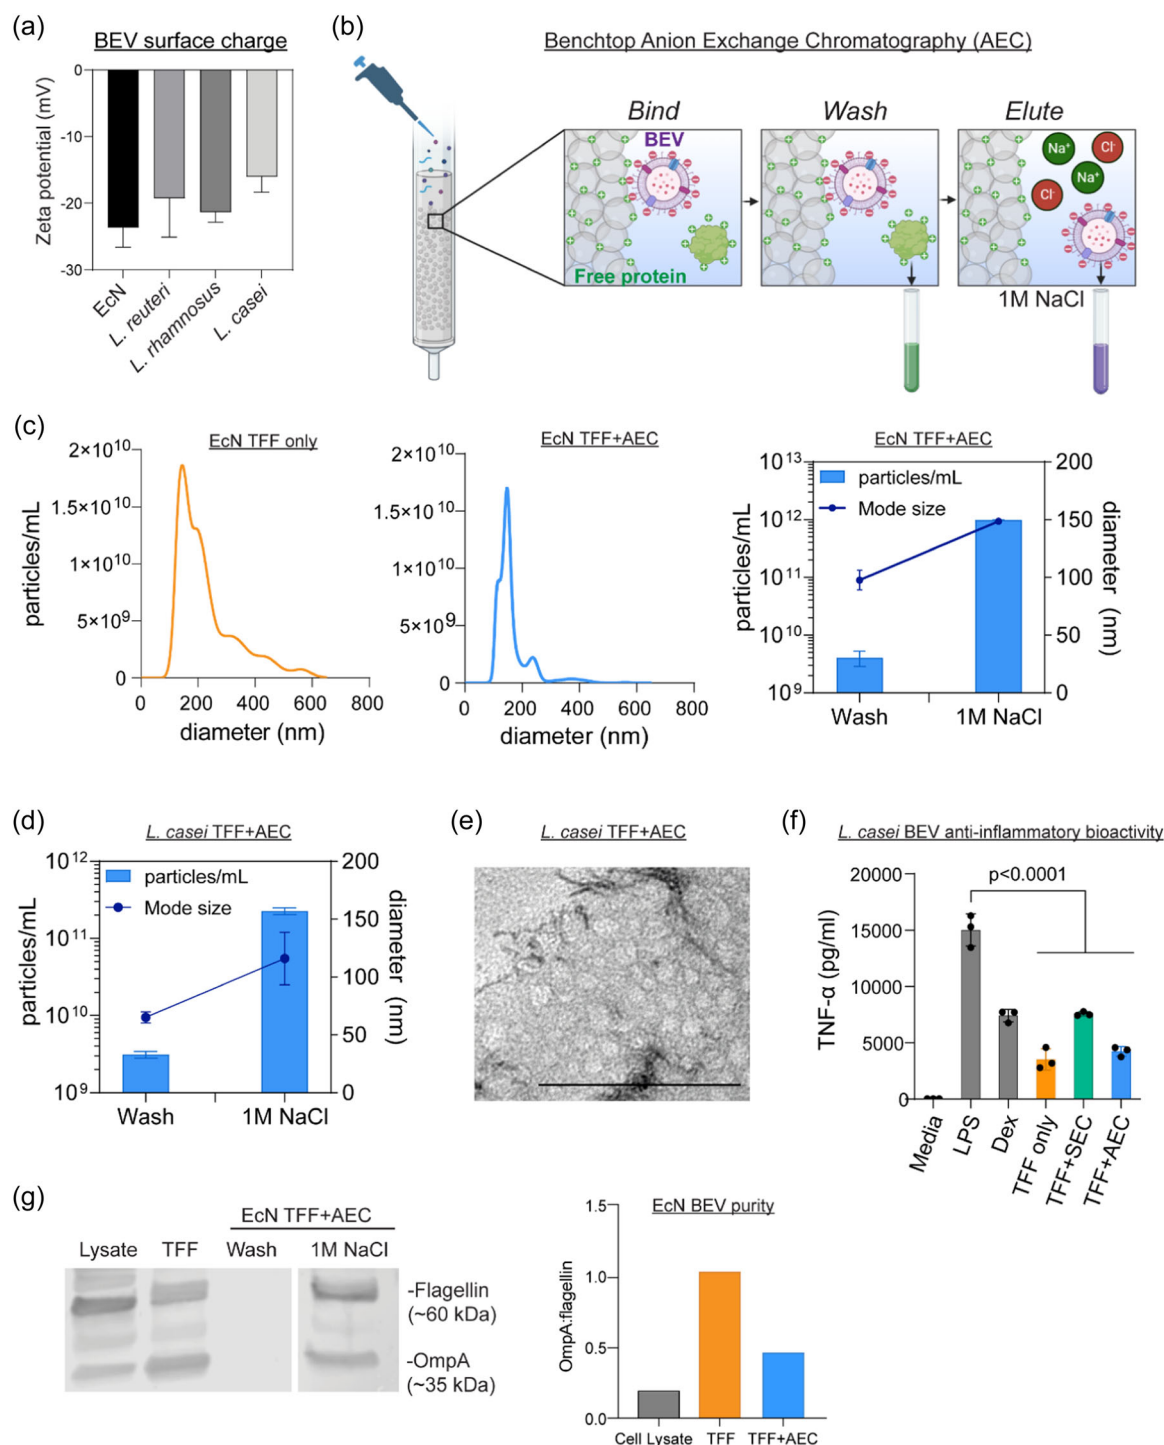 (a)
BEV surface charge
Zeta potential (mV)
0
-10
-20
-30
EcN
L. reuteri
L. rhamnosus
L. casei
(b)
Benchtop Anion Exchange Chromatography (AEC)
Bind
Wash
Elute
BEV
Free protein
Na+
Cl-
Na+
Cl-
1M NaCl
(c)
EcN TFF only
particles/mL
2×10^10
1.5×10^10
1×10^10
5×10^9
0
0 200 400 600 800
diameter (nm)
EcN TFF+AEC
2×10^10
1.5×10^10
1×10^10
5×10^9
0
0 200 400 600 800
diameter (nm)
EcN TFF+AEC
particles/mL
Mode size
particles/mL
10^13
10^12
10^11
10^10
10^9
200
150
100
50
0
diameter (nm)
Wash
1M NaCl
(d)
L. casei TFF+AEC
particles/mL
Mode size
particles/mL
10^12
10^11
10^10
10^9
200
150
100
50
0
diameter (nm)
Wash
1M NaCl
(e)
L. casei TFF+AEC
(f)
L. casei BEV anti-inflammatory bioactivity
p<0.0001
TNF-α (pg/ml)
20000
15000
10000
5000
0
Media
LPS
Dex
TFF only
TFF+SEC
TFF+AEC
(g)
EcN TFF+AEC
Lysate TFF Wash 1M NaCl
-Flagellin
(~60 kDa)
-OmpA
(~35 kDa)
EcN BEV purity
OmpA:flagellin
1.5
1.0
0.5
0.0
Cell Lysate TFF TFF+AEC